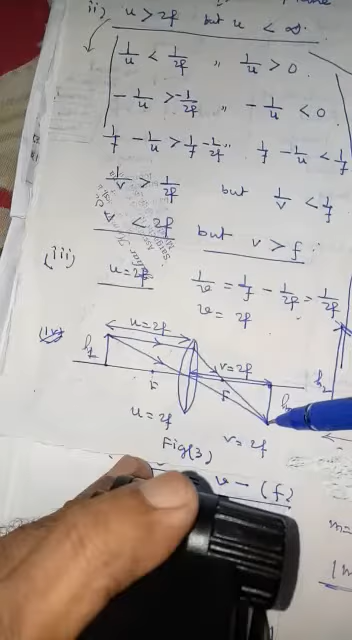 ii) u > 2f but u < ∞.
1/u < 1/2f ,, 1/u > 0.
-1/u > -1/2f ,, -1/u < 0
1/f - 1/u > 1/f - 1/2f ,, 1/f - 1/u < 1/f
1/v > 1/2f but 1/v < 1/f
v < 2f but v > f.
(iii) u = 2f 1/v = 1/f - 1/2f = 1/2f
v = 2f
(iv)
u = 2f
h1 v = 2f h2
F F
u = 2f v = 2f
Fig(3)
v - (f)
m =